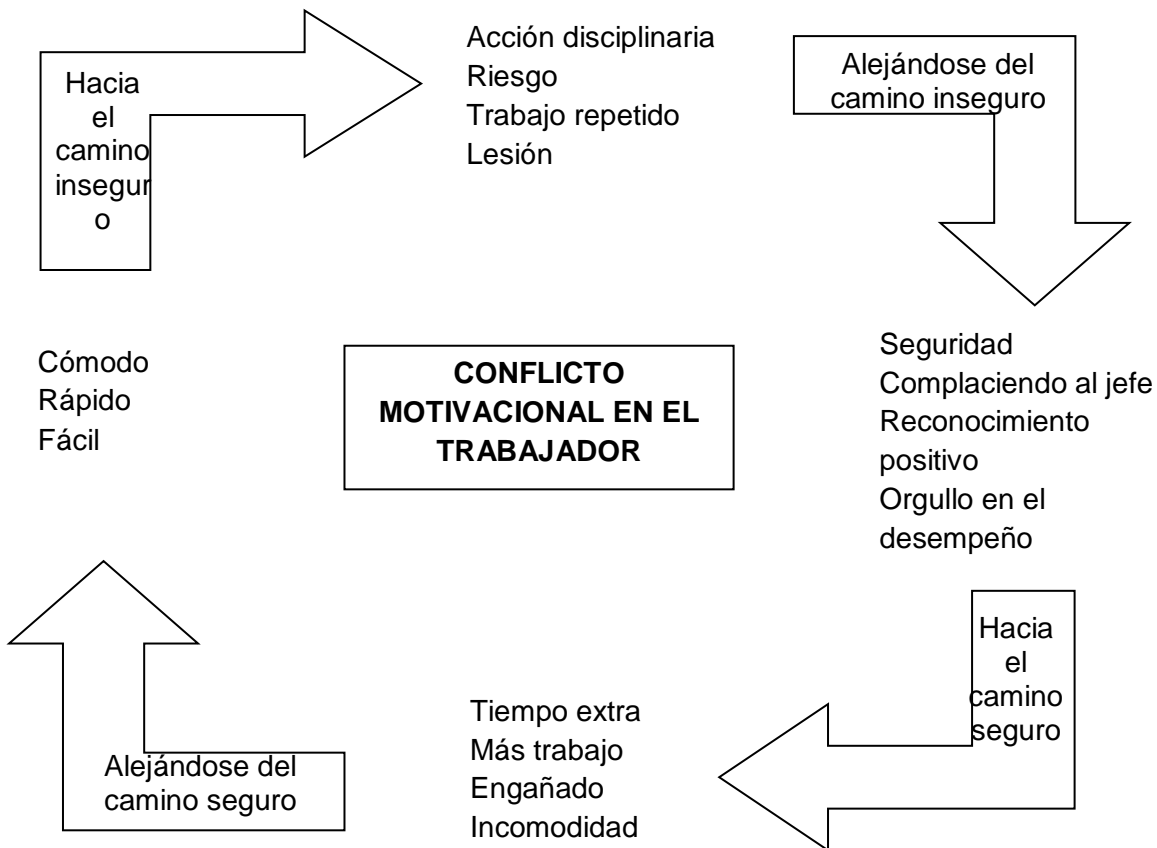 Hacia
el
camino
insegur
o
Acción disciplinaria
Riesgo
Trabajo repetido
Lesión
Alejándose del
camino inseguro
Cómodo
Rápido
Fácil
CONFLICTO
MOTIVACIONAL EN EL
TRABAJADOR
Seguridad
Complaciendo al jefe
Reconocimiento
positivo
Orgullo en el
desempeño
Hacia
el
camino
seguro
Tiempo extra
Más trabajo
Engañado
Incomodidad
Alejándose del
camino seguro